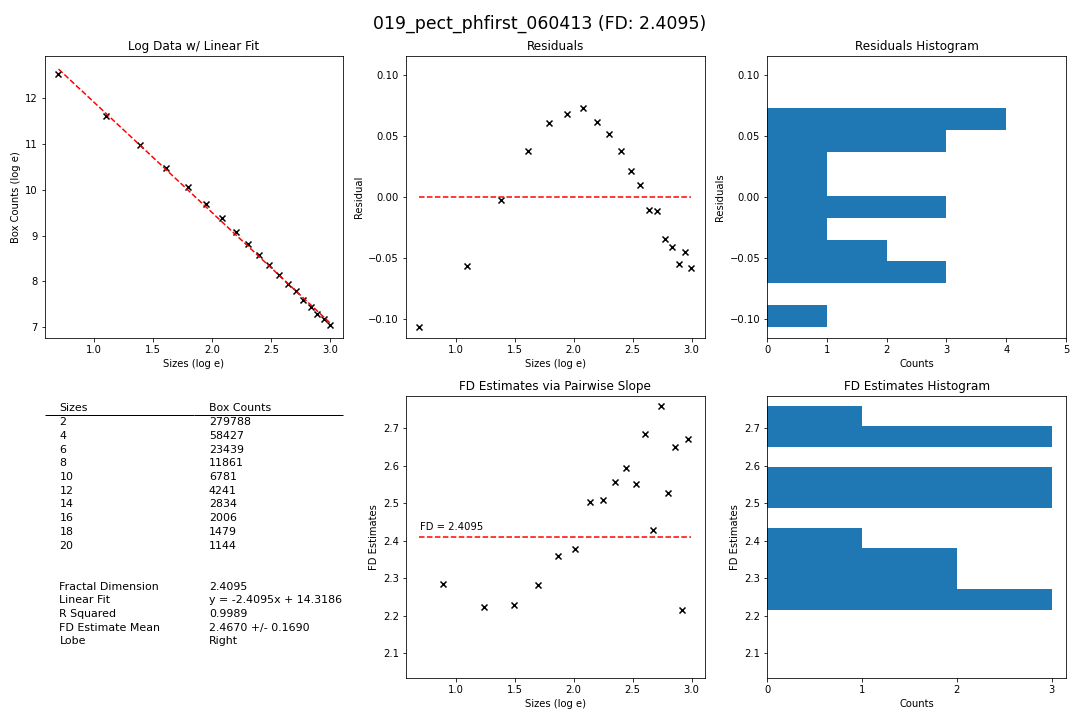 019_pect_phfirst_060413 (FD: 2.4095)
Log Data w/ Linear Fit
Box Counts (log e)
12
11
10
9
8
7
1.0 1.5 2.0 2.5 3.0
Sizes (log e)
Residuals
Residual
0.10
0.05
0.00
−0.05
−0.10
1.0 1.5 2.0 2.5 3.0
Sizes (log e)
Residuals Histogram
Residuals
0.10
0.05
0.00
−0.05
−0.10
0 1 2 3 4 5
Counts
Sizes Box Counts
2 279788
4 58427
6 23439
8 11861
10 6781
12 4241
14 2834
16 2006
18 1479
20 1144
Fractal Dimension 2.4095
Linear Fit y = -2.4095x + 14.3186
R Squared 0.9989
FD Estimate Mean 2.4670 +/- 0.1690
Lobe Right
FD Estimates via Pairwise Slope
FD Estimates
2.7
2.6
2.5
2.4
2.3
2.2
2.1
FD = 2.4095
1.0 1.5 2.0 2.5 3.0
Sizes (log e)
FD Estimates Histogram
FD Estimates
2.7
2.6
2.5
2.4
2.3
2.2
2.1
0 1 2 3
Counts